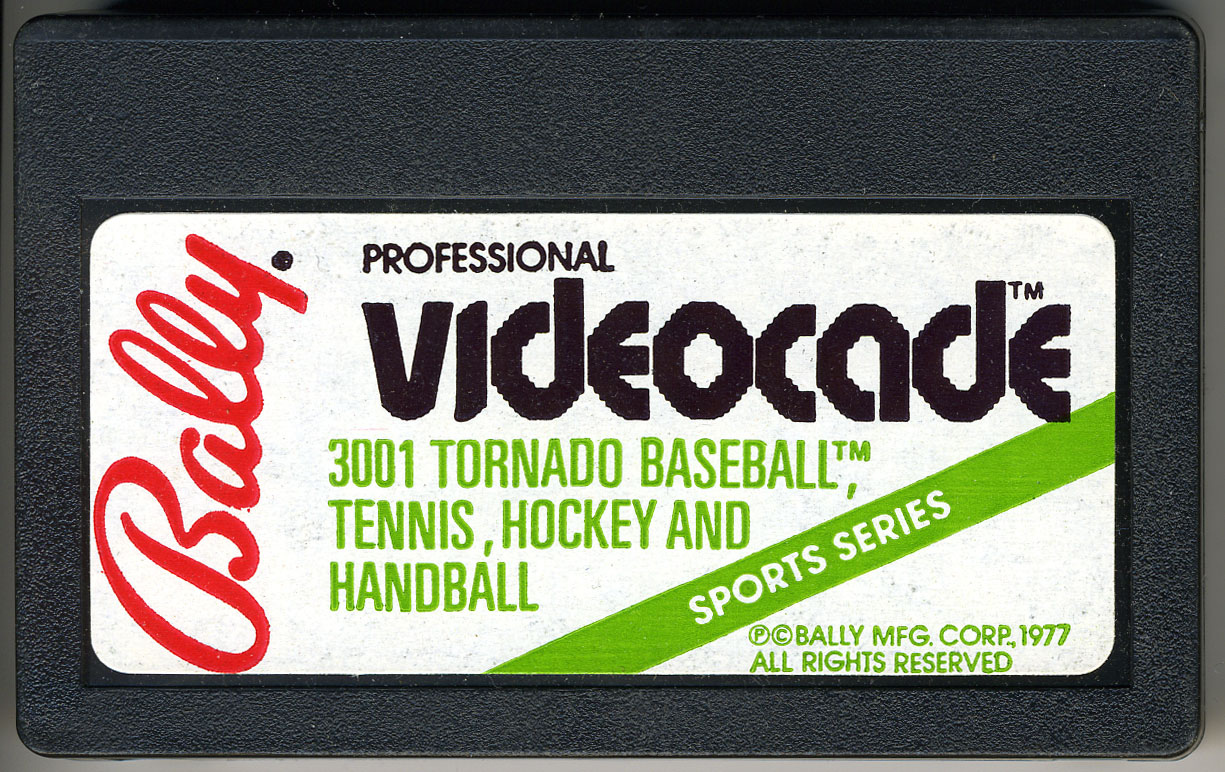 Bally.
PROFESSIONAL
VIDEOCADE™
3001 TORNADO BASEBALL™,
TENNIS, HOCKEY AND
HANDBALL
SPORTS SERIES
℗©BALLY MFG. CORP., 1977
ALL RIGHTS RESERVED